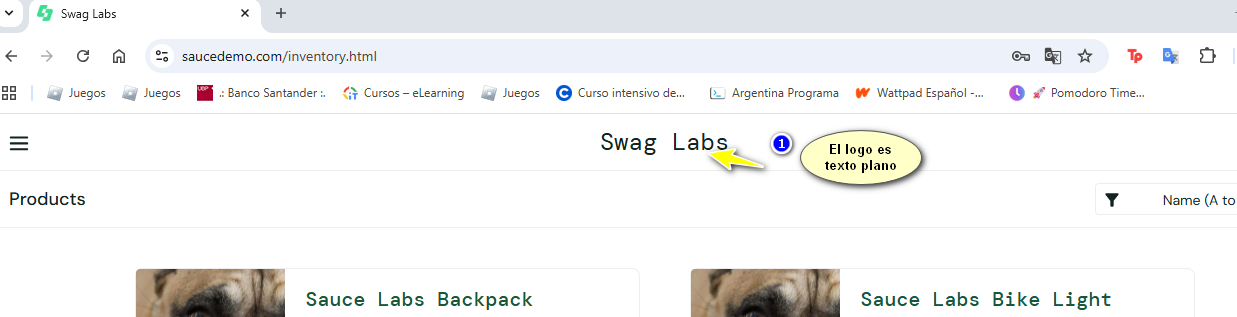 Swag Labs
saucedemo.com/inventory.html
Juegos
Juegos
.: Banco Santander :.
Cursos – eLearning
Juegos
Curso intensivo de...
Argentina Programa
Wattpad Español -...
🚀 Pomodoro Time...
Swag Labs
1
El logo es
texto plano
Products
Name (A to
Sauce Labs Backpack
Sauce Labs Bike Light